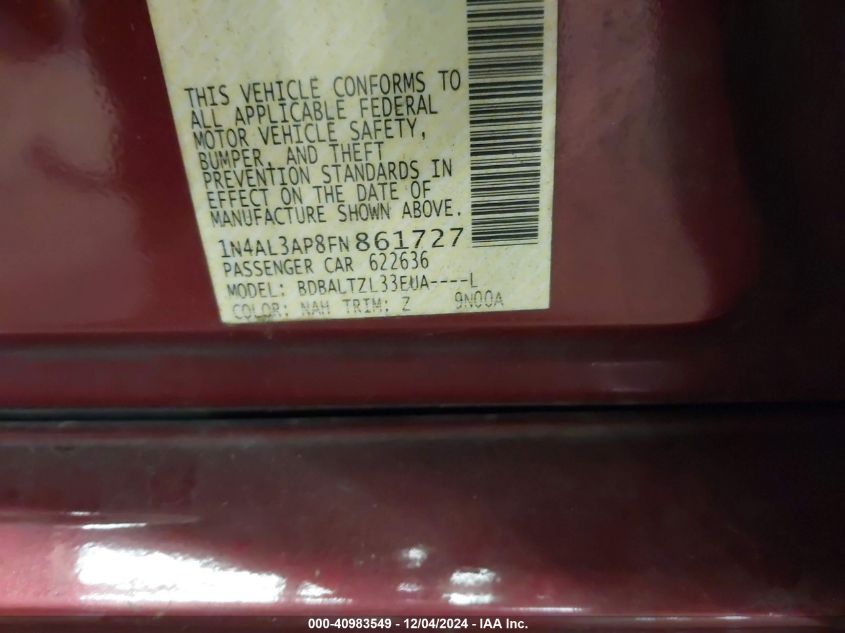 THIS VEHICLE CONFORMS TO
ALL APPLICABLE FEDERAL
MOTOR VEHICLE SAFETY,
BUMPER, AND THEFT
PREVENTION STANDARDS IN
EFFECT ON THE DATE OF
MANUFACTURE SHOWN ABOVE.
1N4AL3AP8FN861727
PASSENGER CAR 622636
MODEL: BDBALTZL33EUA----L
COLOR: NAH TRIM: Z 9N00A
000-40983549 - 12/04/2024 - IAA Inc.